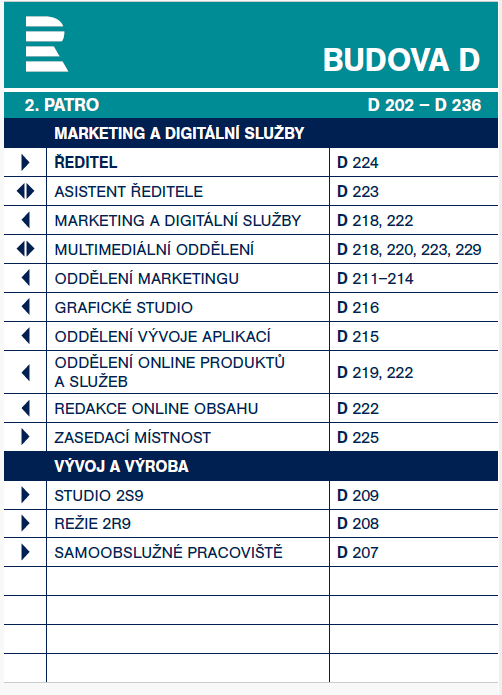 BUDOVA D
2. PATRO D 202 – D 236
MARKETING A DIGITÁLNÍ SLUŽBY
ŘEDITEL D 224
ASISTENT ŘEDITELE D 223
MARKETING A DIGITÁLNÍ SLUŽBY D 218, 222
MULTIMEDIÁLNÍ ODDĚLENÍ D 218, 220, 223, 229
ODDĚLENÍ MARKETINGU D 211–214
GRAFICKÉ STUDIO D 216
ODDĚLENÍ VÝVOJE APLIKACÍ D 215
ODDĚLENÍ ONLINE PRODUKTŮ
A SLUŽEB D 219, 222
REDAKCE ONLINE OBSAHU D 222
ZASEDACÍ MÍSTNOST D 225
VÝVOJ A VÝROBA
STUDIO 2S9 D 209
REŽIE 2R9 D 208
SAMOOBSLUŽNÉ PRACOVIŠTĚ D 207